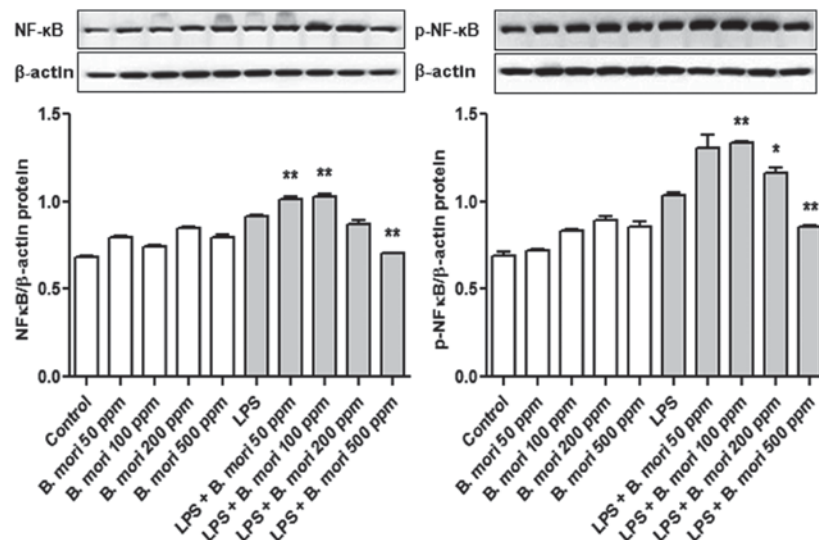 NF-κB
β-actin
p-NF-κB
β-actin
NFκB/β-actin protein
1.5
1.0
0.5
0.0
**
**
**
Control
B. mori 50 ppm
B. mori 100 ppm
B. mori 200 ppm
B. mori 500 ppm
LPS
LPS + B. mori 50 ppm
LPS + B. mori 100 ppm
LPS + B. mori 200 ppm
LPS + B. mori 500 ppm
p-NFκB/β-actin protein
1.5
1.0
0.5
0.0
**
*
**
Control
B. mori 50 ppm
B. mori 100 ppm
B. mori 200 ppm
B. mori 500 ppm
LPS
LPS + B. mori 50 ppm
LPS + B. mori 100 ppm
LPS + B. mori 200 ppm
LPS + B. mori 500 ppm